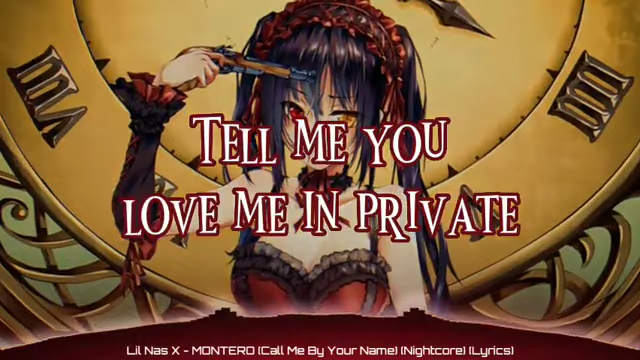 TELL ME YOU
LOVE ME IN PRIVATE
Lil Nas X - MONTERO (Call Me By Your Name) (Nightcore) (Lyrics)